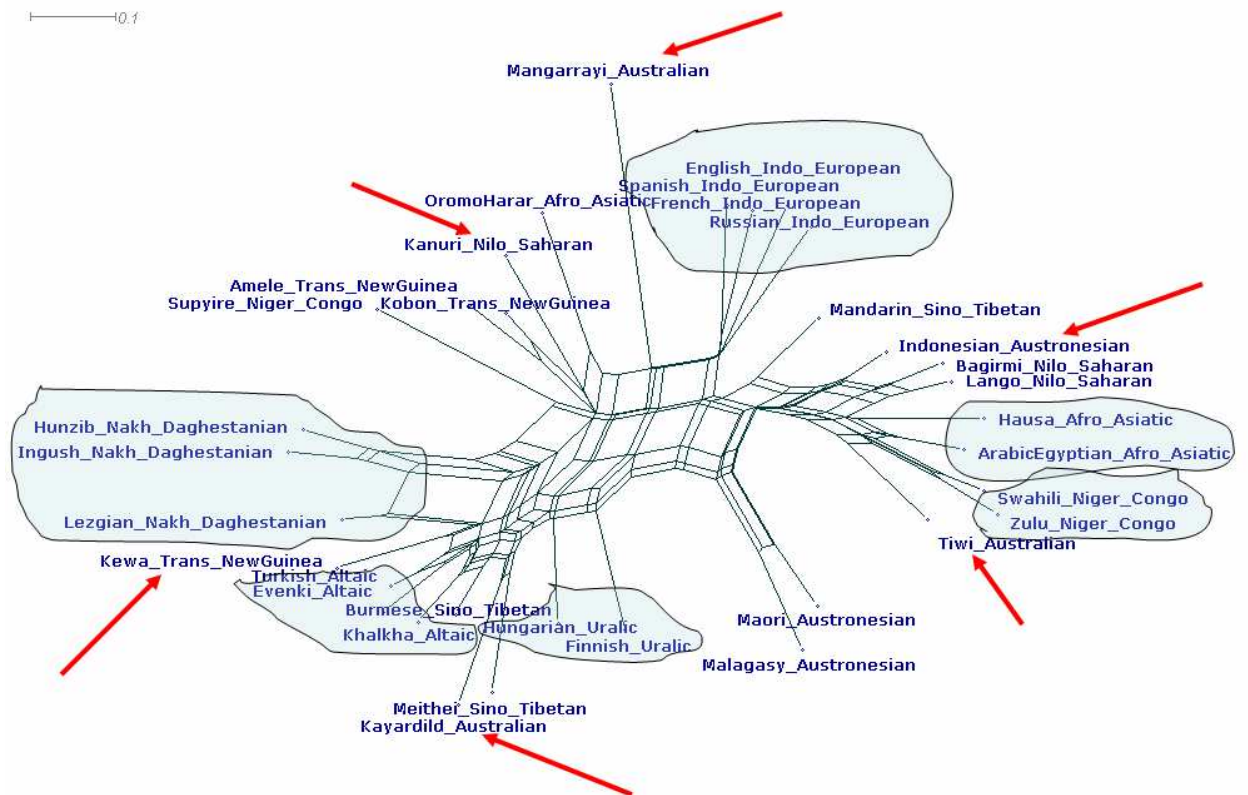 0.1
Mangarrayi_Australian
English_Indo_European
Spanish_Indo_European
OromoHarar_Afro_Asiatic
French_Indo_European
Russian_Indo_European
Kanuri_Nilo_Saharan
Amele_Trans_NewGuinea
Supyire_Niger_Congo
Kobon_Trans_NewGuinea
Mandarin_Sino_Tibetan
Indonesian_Austronesian
Bagirmi_Nilo_Saharan
Lango_Nilo_Saharan
Hausa_Afro_Asiatic
Hunzib_Nakh_Daghestanian
Ingush_Nakh_Daghestanian
ArabicEgyptian_Afro_Asiatic
Swahili_Niger_Congo
Lezgian_Nakh_Daghestanian
Zulu_Niger_Congo
Tiwi_Australian
Kewa_Trans_NewGuinea
Turkish_Altaic
Evenki_Altaic
Burmese_Sino_Tibetan
Maori_Austronesian
Khalkha_Altaic
Hungarian_Uralic
Finnish_Uralic
Malagasy_Austronesian
Meithei_Sino_Tibetan
Kayardild_Australian